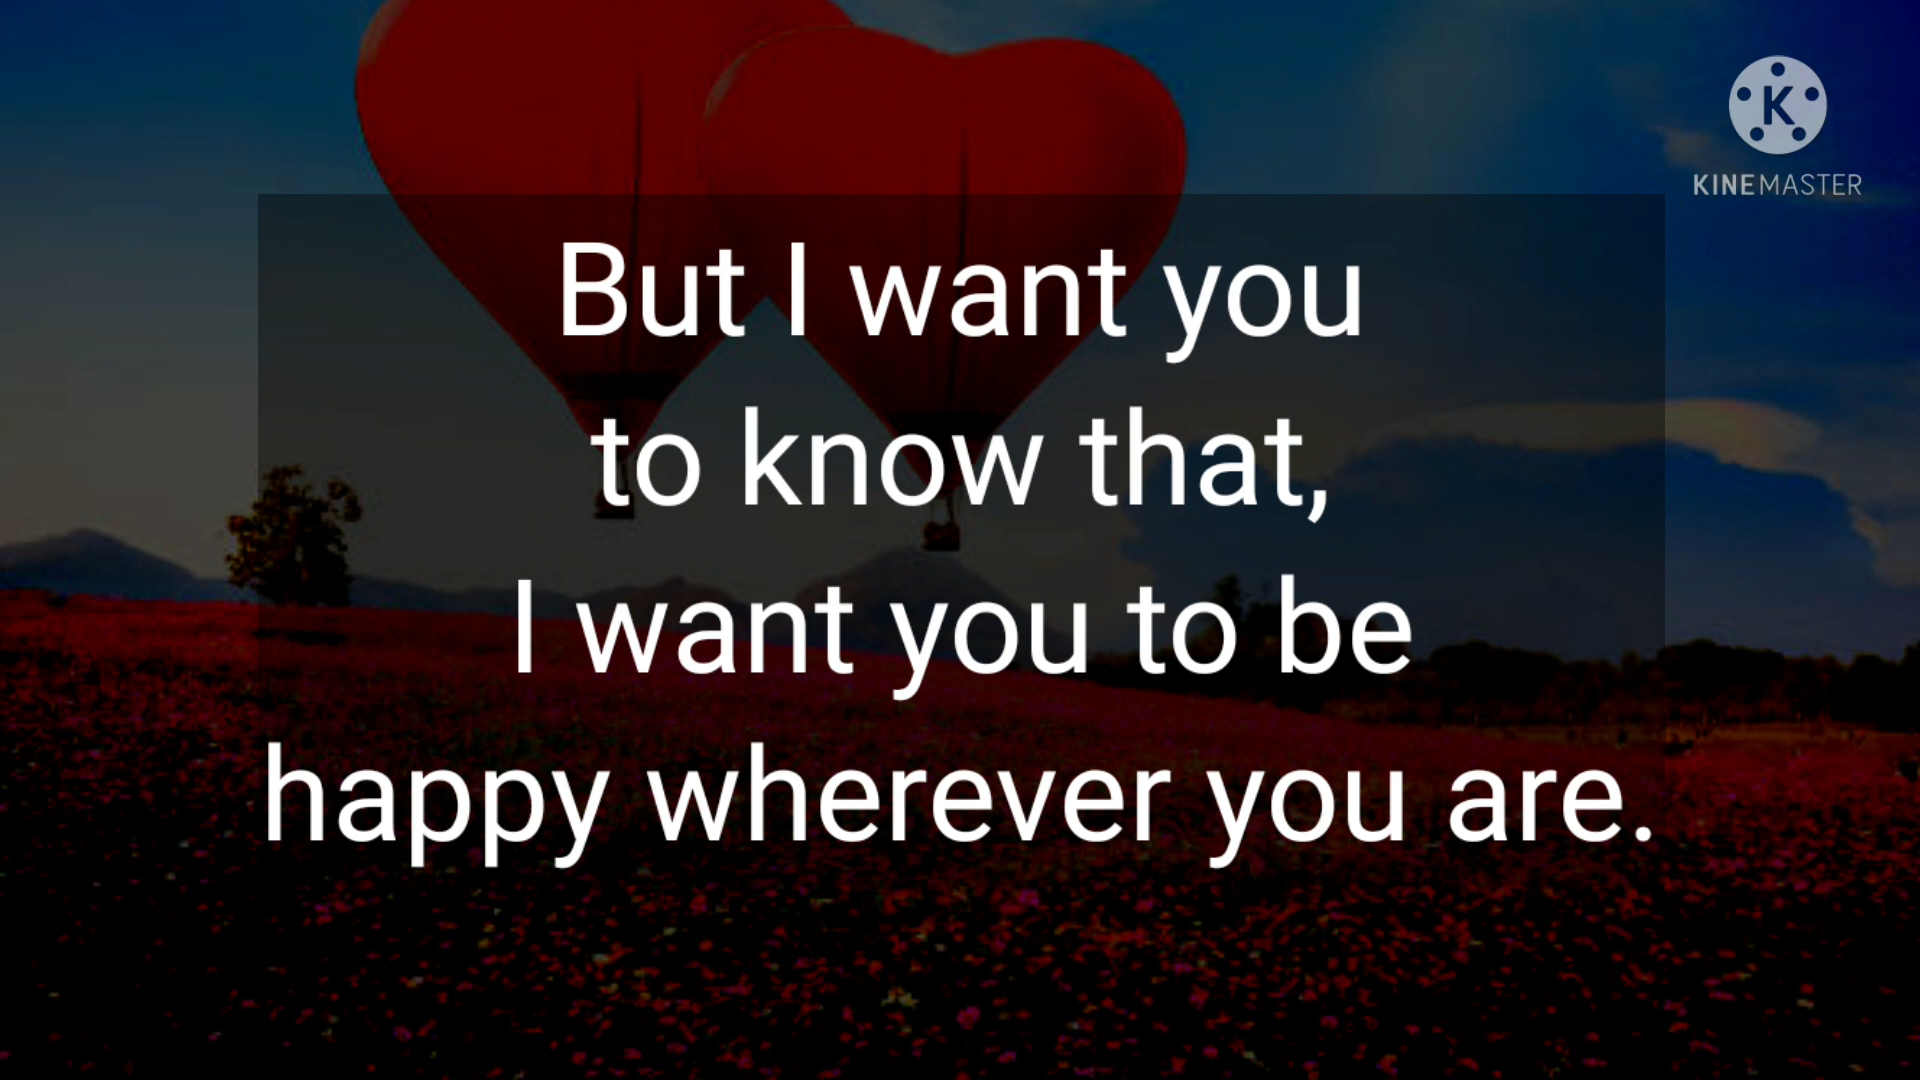 K
KINEMASTER
But I want you
to know that,
I want you to be
happy wherever you are.